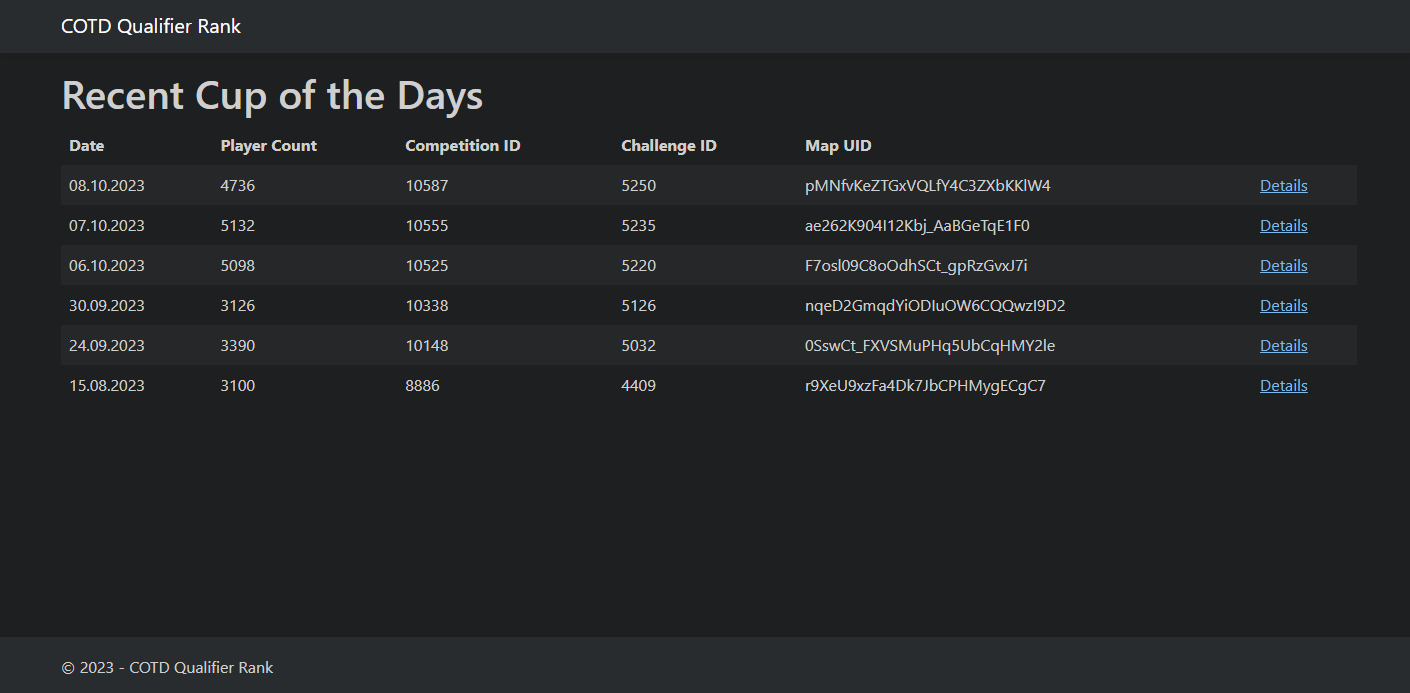 COTD Qualifier Rank
Recent Cup of the Days
Date Player Count Competition ID Challenge ID Map UID
08.10.2023 4736 10587 5250 pMNfvKeZTGxVQLfY4C3ZXbKKlW4 Details
07.10.2023 5132 10555 5235 ae262K904I12Kbj_AaBGeTqE1F0 Details
06.10.2023 5098 10525 5220 F7osl09C8oOdhSCt_gpRzGvxJ7i Details
30.09.2023 3126 10338 5126 nqeD2GmqdYiODIuOW6CQQwzI9D2 Details
24.09.2023 3390 10148 5032 0SswCt_FXVSMuPHq5UbCqHMY2le Details
15.08.2023 3100 8886 4409 r9XeU9xzFa4Dk7JbCPHMygECgC7 Details
© 2023 - COTD Qualifier Rank